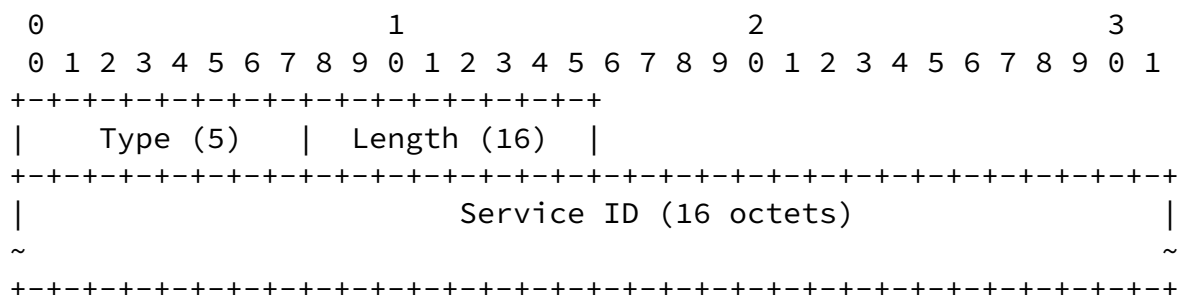 0                   1                   2                   3
 0 1 2 3 4 5 6 7 8 9 0 1 2 3 4 5 6 7 8 9 0 1 2 3 4 5 6 7 8 9 0 1
+-+-+-+-+-+-+-+-+-+-+-+-+-+-+-+-+
|    Type (5)   |  Length (16)  |
+-+-+-+-+-+-+-+-+-+-+-+-+-+-+-+-+-+-+-+-+-+-+-+-+-+-+-+-+-+-+-+-+
|                        Service ID (16 octets)                 |
~                                                               ~
+-+-+-+-+-+-+-+-+-+-+-+-+-+-+-+-+-+-+-+-+-+-+-+-+-+-+-+-+-+-+-+-+